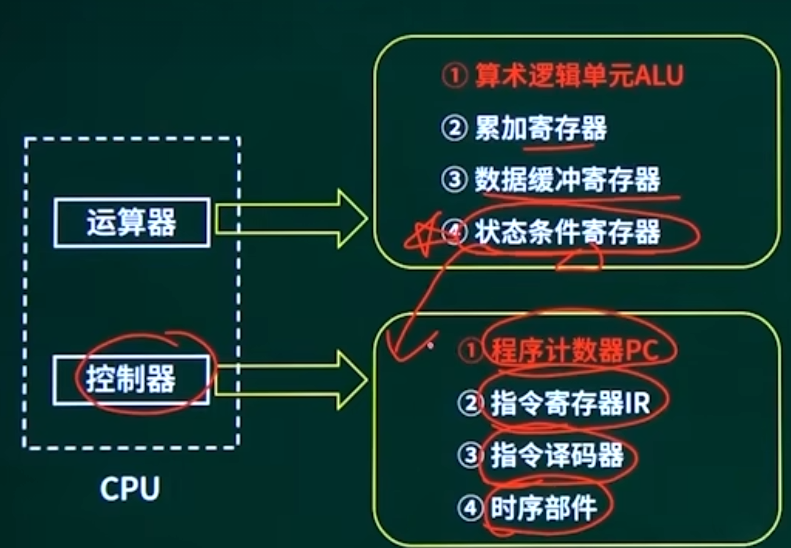 ① 算术逻辑单元ALU
② 累加寄存器
③ 数据缓冲寄存器
④ 状态条件寄存器
运算器
① 程序计数器PC
② 指令寄存器IR
③ 指令译码器
④ 时序部件
控制器
CPU